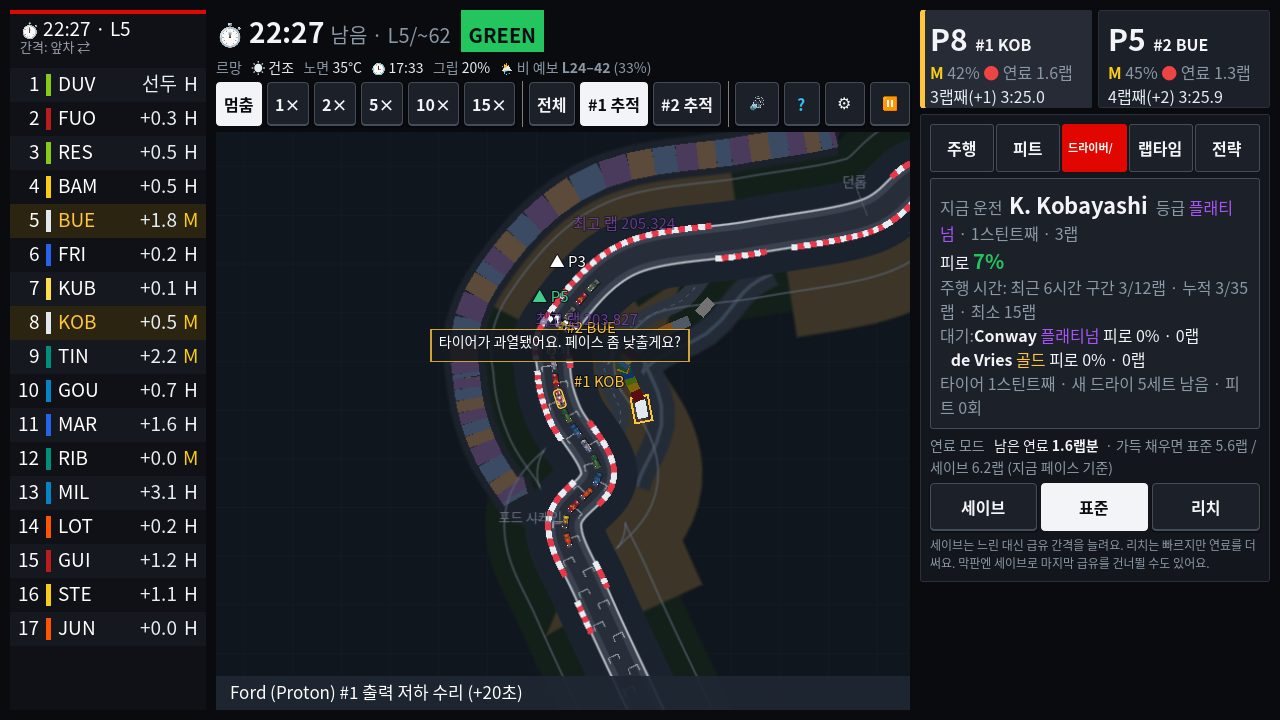 22:27 · L5
간격: 앞차 ⇄
1 DUV 선두 H
2 FUO +0.3 H
3 RES +0.5 H
4 BAM +0.5 H
5 BUE +1.8 M
6 FRI +0.2 H
7 KUB +0.1 H
8 KOB +0.5 M
9 TIN +2.2 M
10 GOU +0.7 H
11 MAR +1.6 H
12 RIB +0.0 M
13 MIL +3.1 H
14 LOT +0.2 H
15 GUI +1.2 H
16 STE +1.1 H
17 JUN +0.0 H
22:27 남음 · L5/~62 GREEN
르망 건조 노면 35°C 17:33 그립 20% 비 예보 L24–42 (33%)
멈춤 1× 2× 5× 10× 15× 전체 #1 추적 #2 추적 ?
던롭
최고 랩 205.324
P3
P5
최고 랩 203.827
#2 BUE
타이어가 과열됐어요. 페이스 좀 낮출게요?
#1 KOB
포드 시케인
Ford (Proton) #1 출력 저하 수리 (+20초)
P8 #1 KOB
M 42% 연료 1.6랩
3랩째(+1) 3:25.0
P5 #2 BUE
M 45% 연료 1.3랩
4랩째(+2) 3:25.9
주행 피트 드라이버/ 랩타임 전략
지금 운전 K. Kobayashi 등급 플래티
넘 · 1스틴트째 · 3랩
피로 7%
주행 시간: 최근 6시간 구간 3/12랩 · 누적 3/35
랩 · 최소 15랩
대기:Conway 플래티넘 피로 0% · 0랩
de Vries 골드 피로 0% · 0랩
타이어 1스틴트째 · 새 드라이 5세트 남음 · 피
트 0회
연료 모드 남은 연료 1.6랩분 · 가득 채우면 표준 5.6랩 /
세이브 6.2랩 (지금 페이스 기준)
세이브 표준 리치
세이브는 느린 대신 급유 간격을 늘려요. 리치는 빠르지만 연료를 더
써요. 막판엔 세이브로 마지막 급유를 건너뛸 수도 있어요.